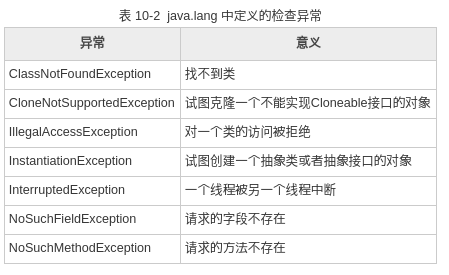 表 10-2 java.lang 中定义的检查异常
异常 意义
ClassNotFoundException 找不到类
CloneNotSupportedException 试图克隆一个不能实现Cloneable接口的对象
IllegalAccessException 对一个类的访问被拒绝
InstantiationException 试图创建一个抽象类或者抽象接口的对象
InterruptedException 一个线程被另一个线程中断
NoSuchFieldException 请求的字段不存在
NoSuchMethodException 请求的方法不存在